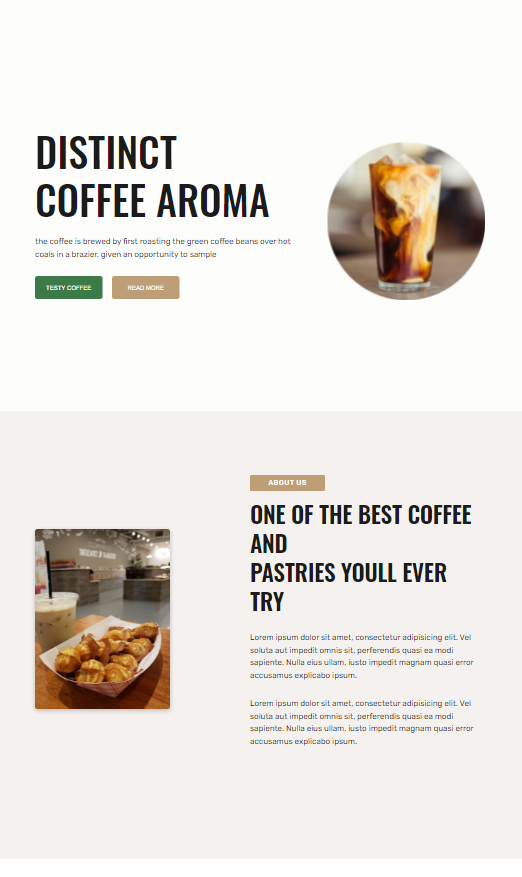 DISTINCT
COFFEE AROMA
the coffee is brewed by first roasting the green coffee beans over hot
coals in a brazier. given an opportunity to sample
TESTY COFFEE
READ MORE
ABOUT US
ONE OF THE BEST COFFEE
AND
PASTRIES YOULL EVER
TRY
Lorem ipsum dolor sit amet, consectetur adipisicing elit. Vel
soluta aut impedit omnis sit, perferendis quasi ea modi
sapiente. Nulla eius ullam, iusto impedit magnam quasi error
accusamus explicabo ipsum.
Lorem ipsum dolor sit amet, consectetur adipisicing elit. Vel
soluta aut impedit omnis sit, perferendis quasi ea modi
sapiente. Nulla eius ullam, iusto impedit magnam quasi error
accusamus explicabo ipsum.